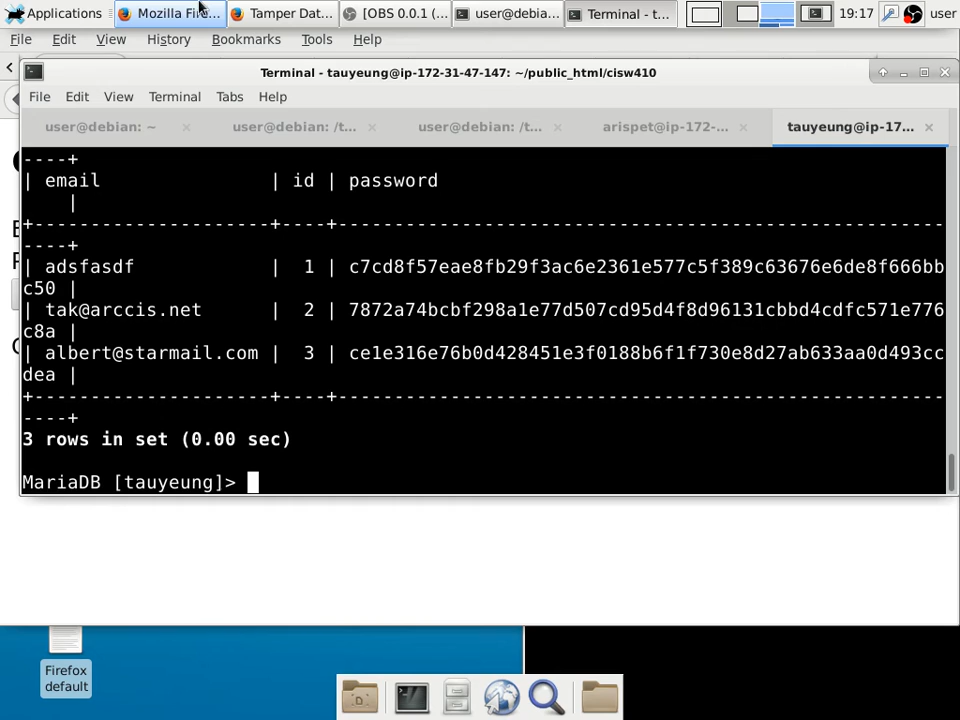 Applications
Mozilla Fire...
Tamper Dat...
[OBS 0.0.1 (...
user@debia...
Terminal - t...
19:17
user
File Edit View History Bookmarks Tools Help
Terminal - tauyeung@ip-172-31-47-147: ~/public_html/cisw410
File Edit View Terminal Tabs Help
user@debian: ~
user@debian: /t...
user@debian: /t...
arispet@ip-172-...
tauyeung@ip-17...
----+
| email | id | password
|
+---------------------+----+-----------------------------------------------------
----+
| adsfasdf | 1 | c7cd8f57eae8fb29f3ac6e2361e577c5f389c63676e6de8f666bb
c50 |
| tak@arccis.net | 2 | 7872a74bcbf298a1e77d507cd95d4f8d96131cbbd4cdfc571e776
c8a |
| albert@starmail.com | 3 | ce1e316e76b0d428451e3f0188b6f1f730e8d27ab633aa0d493cc
dea |
+---------------------+----+-----------------------------------------------------
----+
3 rows in set (0.00 sec)
MariaDB [tauyeung]>
Firefox
default